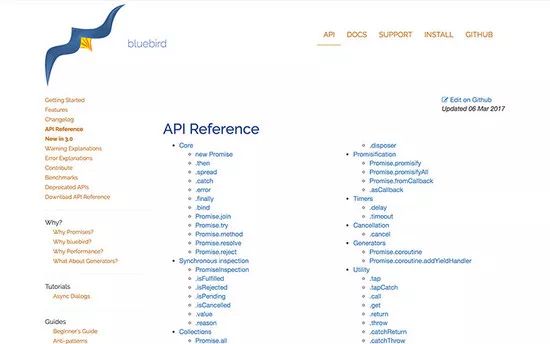 bluebird
API DOCS SUPPORT INSTALL GITHUB
Getting Started
Features
Changelog
API Reference
New in 3.0
Warning Explanations
Error Explanations
Contribute
Benchmarks
Deprecated APIs
Download API Reference
Why?
Why Promises?
Why bluebird?
Why Performance?
What About Generators?
Tutorials
Async Dialogs
Guides
Beginner's Guide
Anti-patterns
Edit on Github
Updated 06 Mar 2017
API Reference
Core
new Promise
.then
.spread
.catch
.error
.finally
.bind
Promise.join
Promise.try
Promise.method
Promise.resolve
Promise.reject
Synchronous inspection
PromiseInspection
.isFulfilled
.isRejected
.isPending
.isCancelled
.value
.reason
Collections
Promise.all
.disposer
Promisification
Promise.promisify
Promise.promisifyAll
Promise.fromCallback
.asCallback
Timers
.delay
.timeout
Cancellation
.cancel
Generators
Promise.coroutine
Promise.coroutine.addYieldHandler
Utility
.tap
.tapCatch
.call
.get
.return
.throw
.catchReturn
.catchThrow